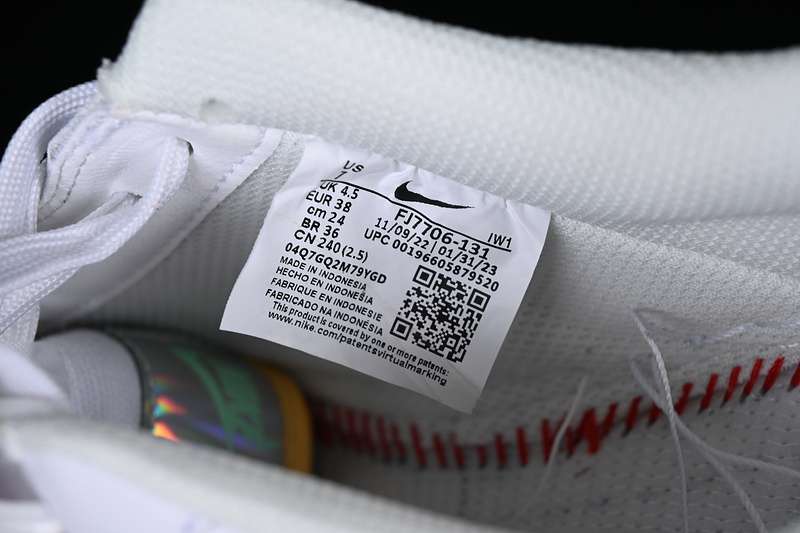 US
7
UK 4.5
EUR 38
cm 24
BR 36
CN 240 (2.5)
04Q7GQ2M79YGD
MADE IN INDONESIA
HECHO EN INDONESIA
FABRIQUE EN INDONESIE
FABRICADO NA INDONESIA
This product is covered by one or more patents:
www.nike.com/patentsvirtualmarking
FJ7706-131 IW1
11/09/22 / 01/31/23
UPC 00196605879520